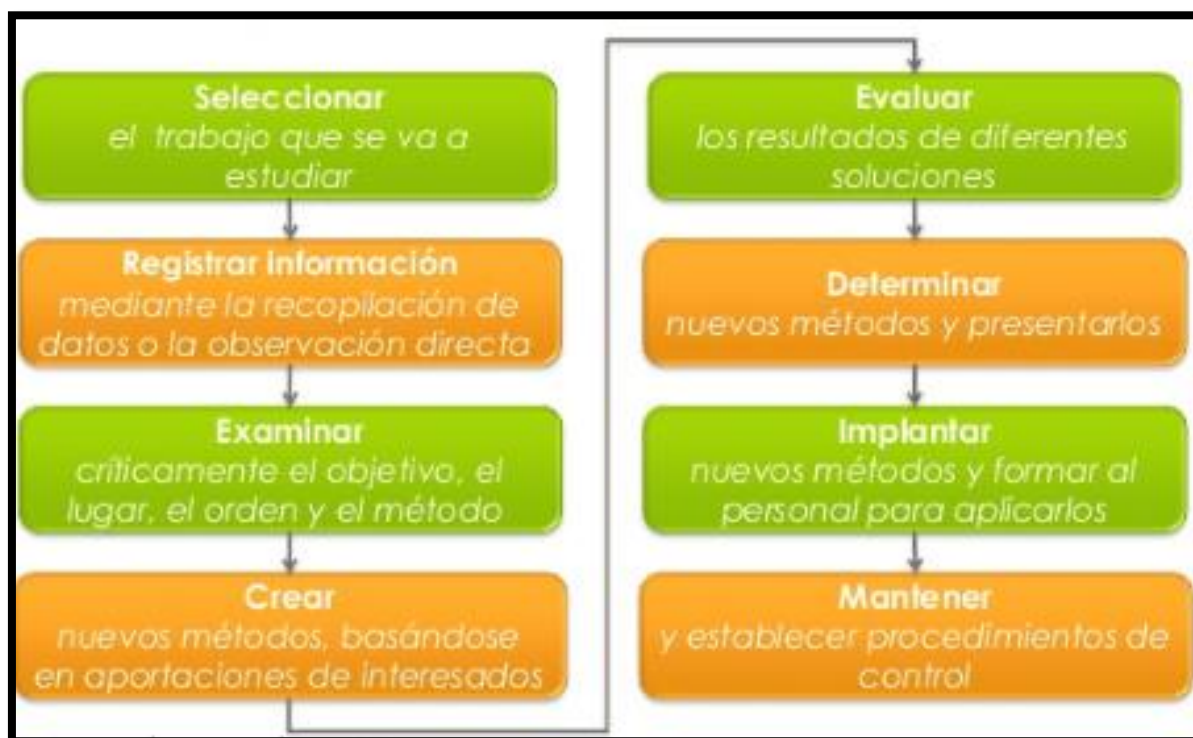 Seleccionar
el trabajo que se va a
estudiar
Registrar Información
mediante la recopilación de
datos o la observación directa
Examinar
críticamente el objetivo, el
lugar, el orden y el método
Crear
nuevos métodos, basándose
en aportaciones de interesados
Evaluar
los resultados de diferentes
soluciones
Determinar
nuevos métodos y presentarlos
Implantar
nuevos métodos y formar al
personal para aplicarlos
Mantener
y establecer procedimientos de
control